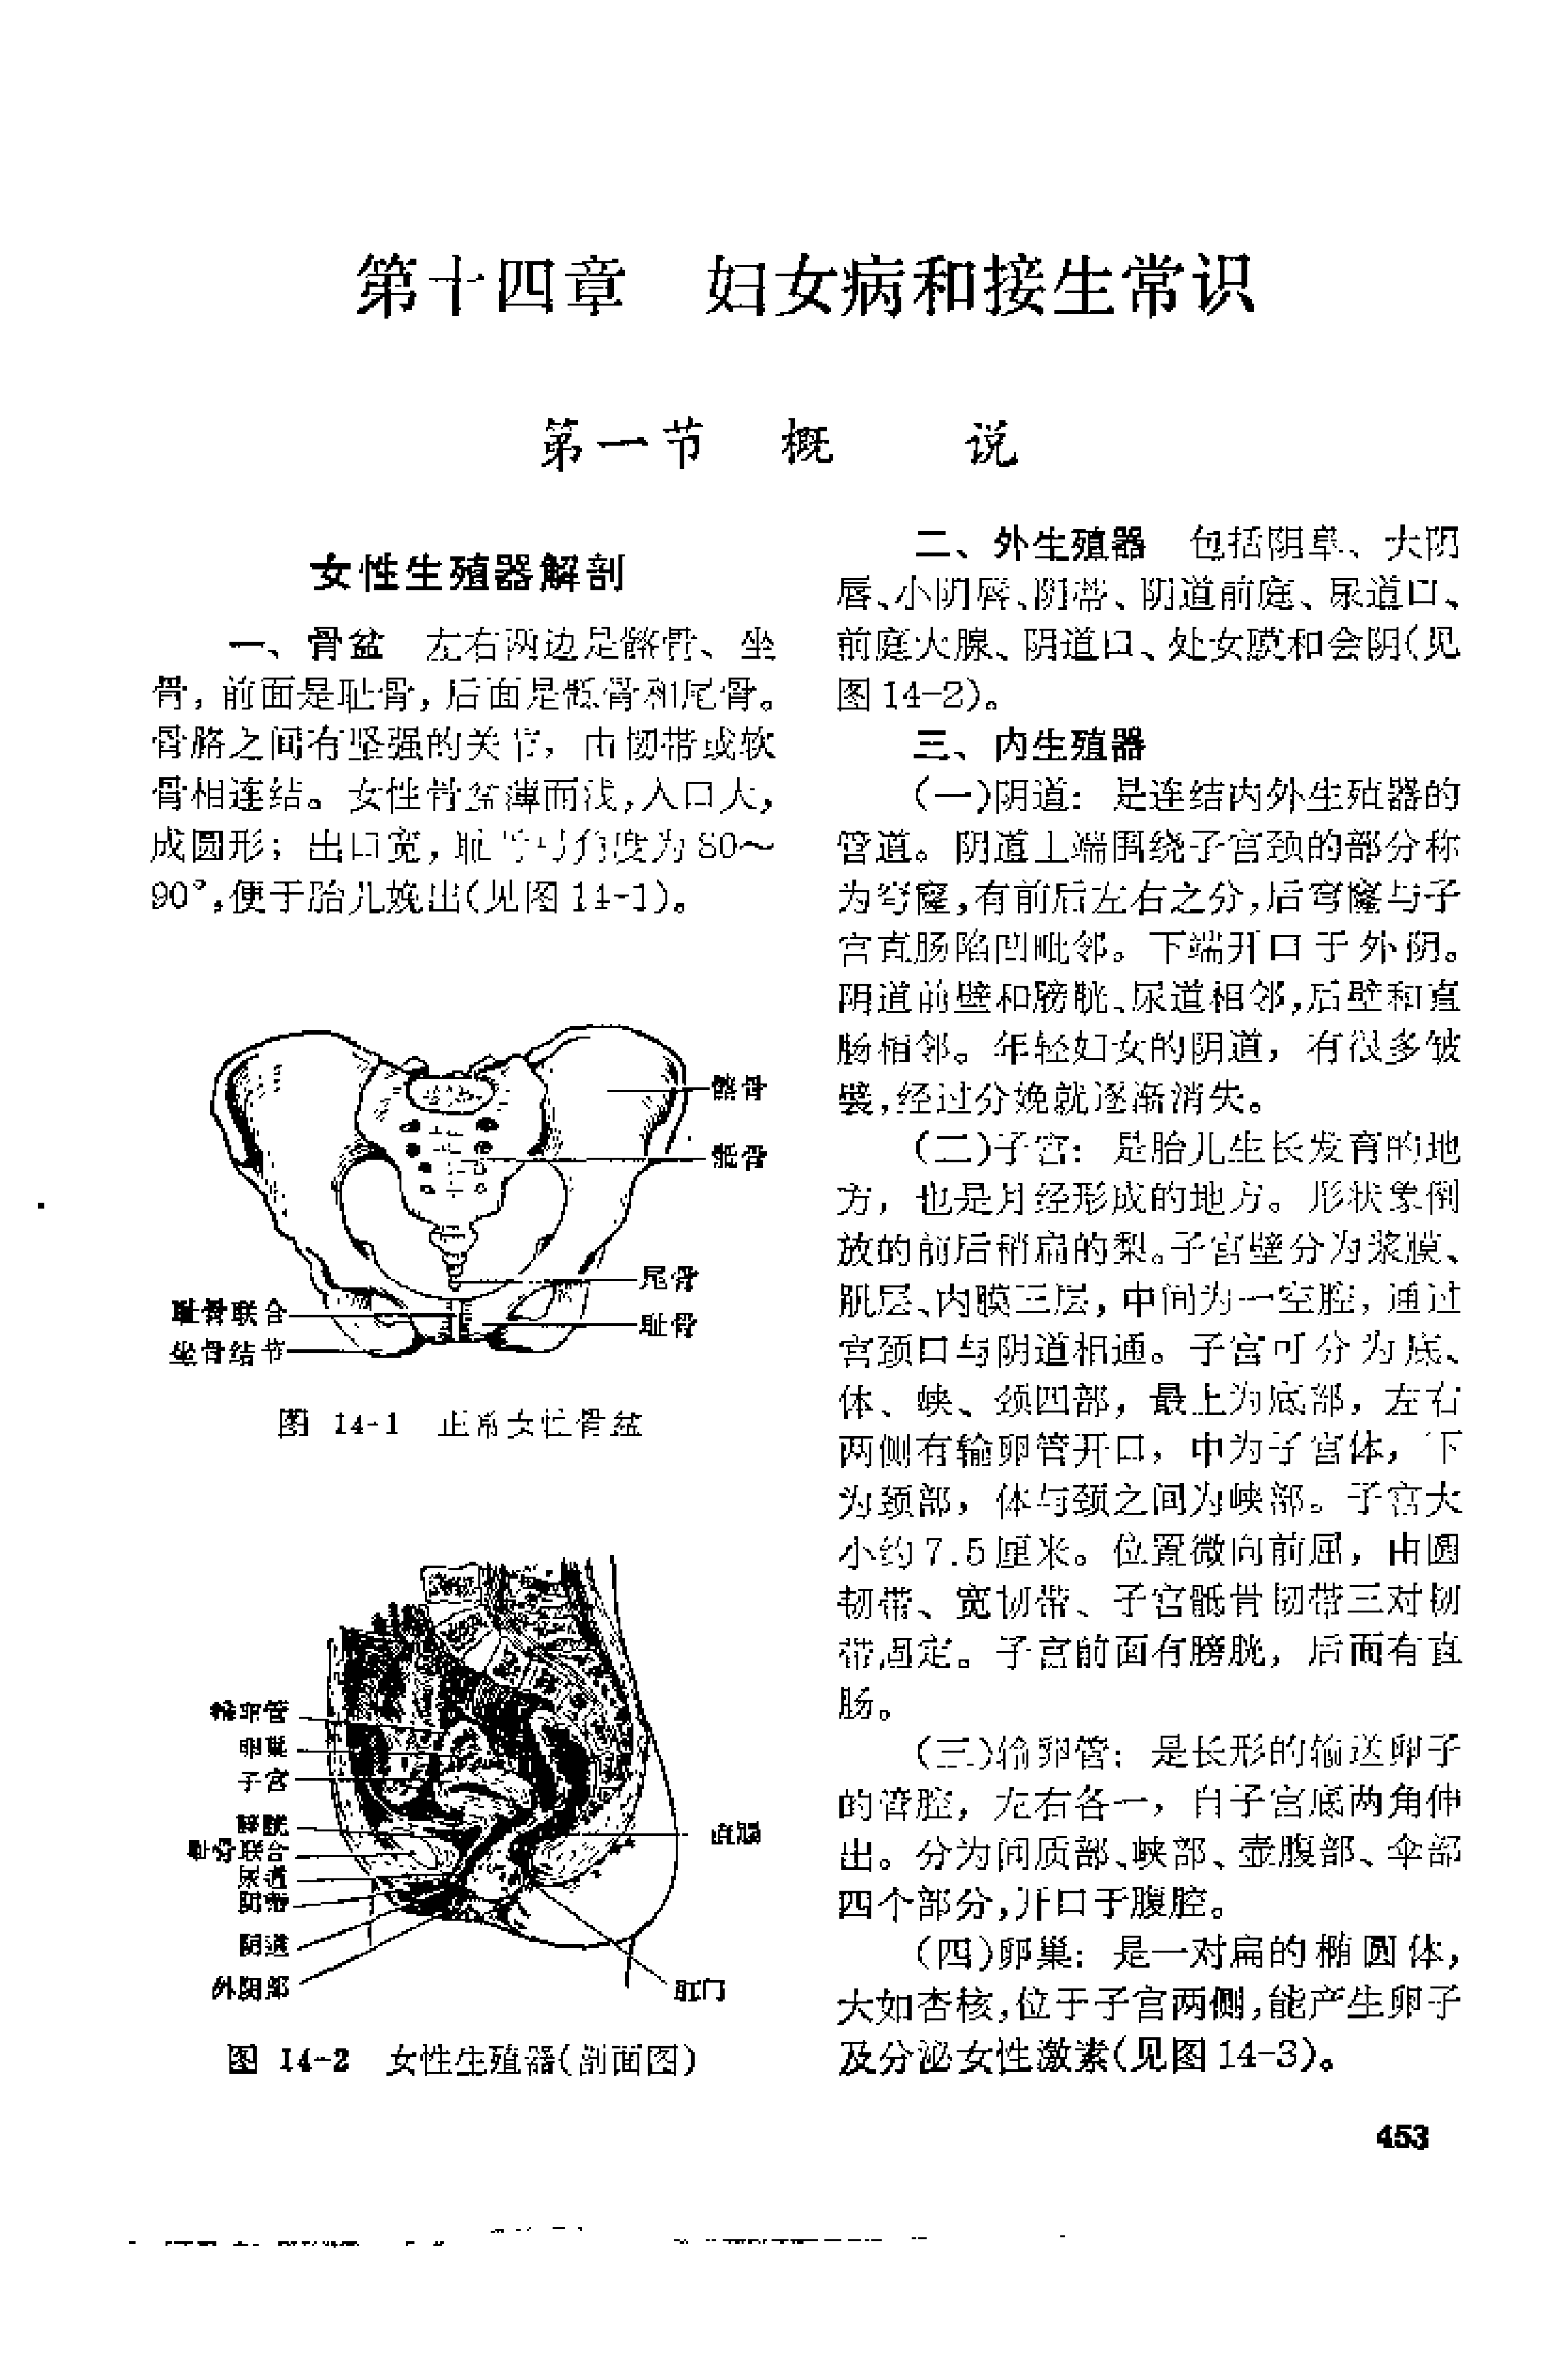 第十四章 妇女病和接生常识
第一节 概 说
女性生殖器解剖
一、骨盆 左右两边是髂骨、坐
骨，前面是耻骨，后面是骶骨和尾骨。
骨胳之间有坚强的关节，由韧带或软
骨相连结。女性骨盆薄而浅，入口大，
成圆形；出口宽，耻骨弓角度为80～
90°，便于胎儿娩出(见图14-1)。
髂骨
骶骨
尾骨
耻骨联合
耻骨
坐骨结节
图 14-1 正常女性骨盆
输卵管
卵巢
子宫
膀胱
耻骨联合
直肠
尿道
阴蒂
阴道
外阴部
肛门
图 14-2 女性生殖器(剖面图)
二、外生殖器 包括阴阜、大阴
唇、小阴唇、阴蒂、阴道前庭、尿道口、
前庭大腺、阴道口、处女膜和会阴(见
图14-2)。
三、内生殖器
(一)阴道：是连结内外生殖器的
管道。阴道上端围绕子宫颈的部分称
为穹窿，有前后左右之分，后穹窿与子
宫直肠陷凹毗邻。下端开口于外阴。
阴道前壁和膀胱、尿道相邻，后壁和直
肠相邻。年轻妇女的阴道，有很多皱
襞，经过分娩就逐渐消失。
(二)子宫：是胎儿生长发育的地
方，也是月经形成的地方。形状象倒
放的前后稍扁的梨。子宫壁分为浆膜、
肌层、内膜三层，中间为一空腔，通过
宫颈口与阴道相通。子宫可分为底、
体、峡、颈四部，最上为底部，左右
两侧有输卵管开口，中为子宫体，下
为颈部，体与颈之间为峡部。子宫大
小约7.5厘米。位置微向前屈，由圆
韧带、宽韧带、子宫骶骨韧带三对韧
带固定。子宫前面有膀胱，后面有直
肠。
(三)输卵管：是长形的输送卵子
的管腔，左右各一，自子宫底两角伸
出。分为间质部、峡部、壶腹部、伞部
四个部分，开口于腹腔。
(四)卵巢：是一对扁的椭圆体，
大如杏核，位于子宫两侧，能产生卵子
及分泌女性激素(见图14-3)。
453